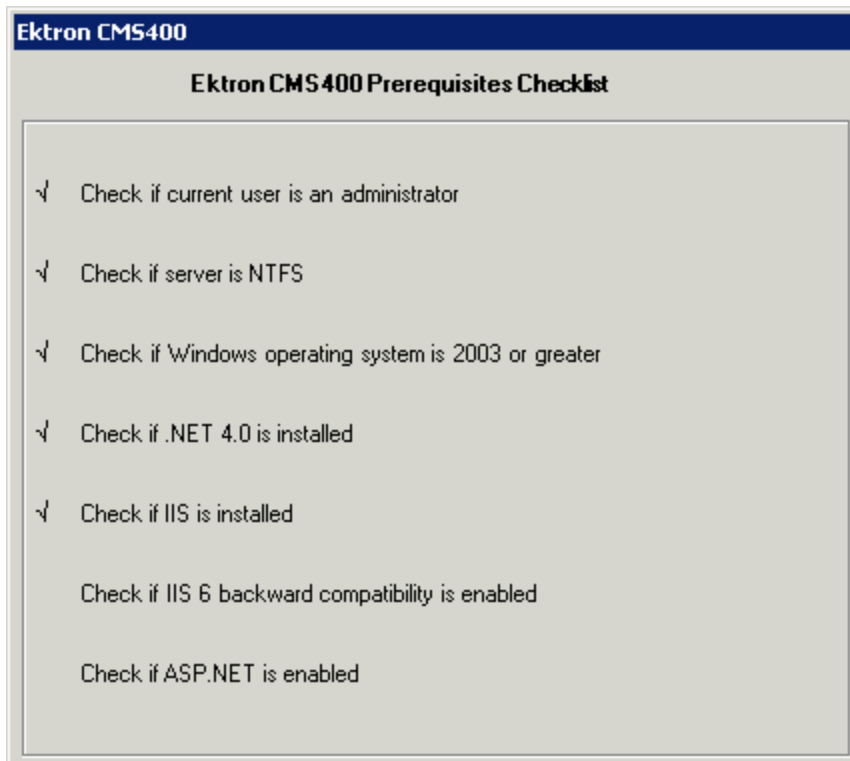 Ektron CMS400
Ektron CMS400 Prerequisites Checklist
√ Check if current user is an administrator
√ Check if server is NTFS
√ Check if Windows operating system is 2003 or greater
√ Check if .NET 4.0 is installed
√ Check if IIS is installed
Check if IIS 6 backward compatibility is enabled
Check if ASP.NET is enabled